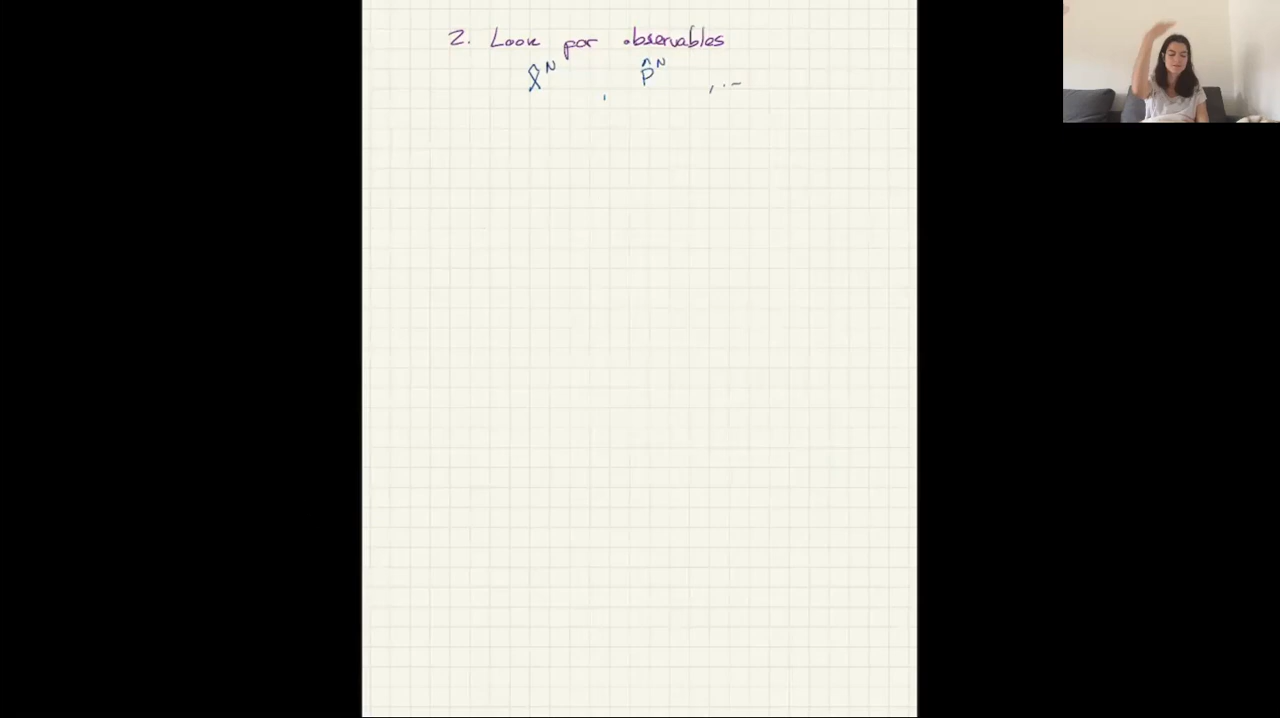 2. Look for observables
x̂ᴺ , p̂ᴺ , ...